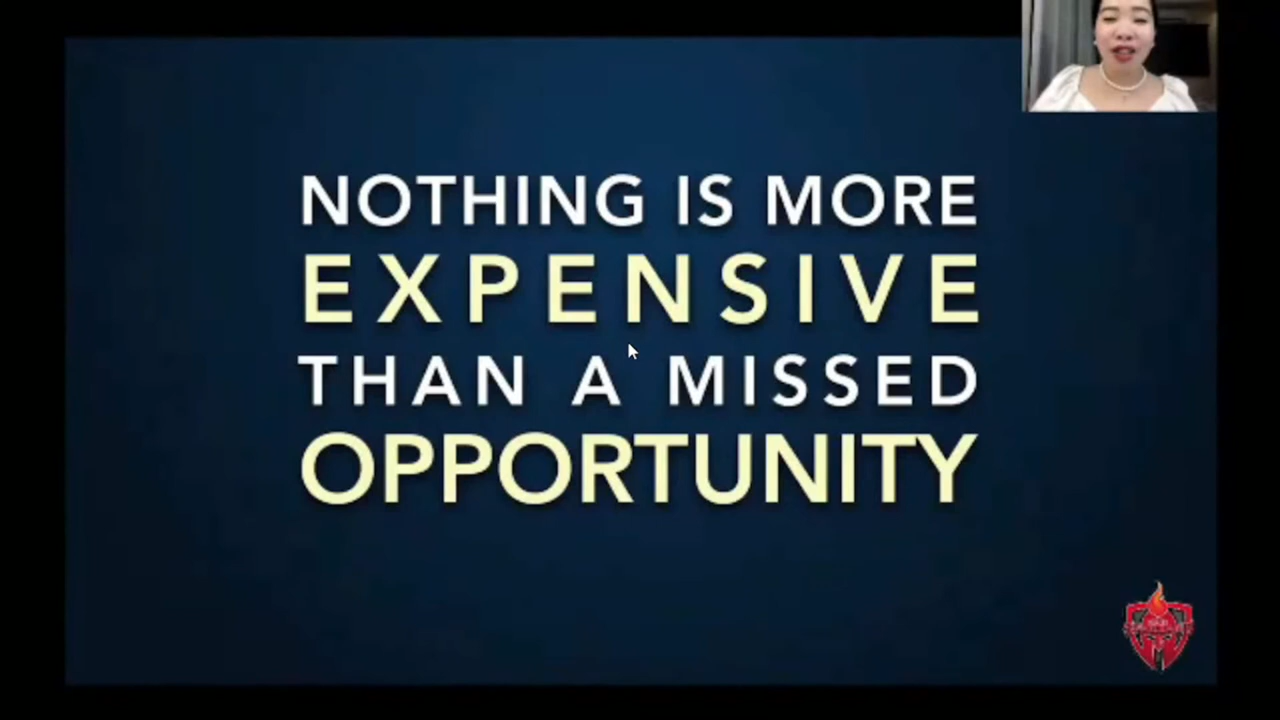 NOTHING IS MORE
EXPENSIVE
THAN A MISSED
OPPORTUNITY